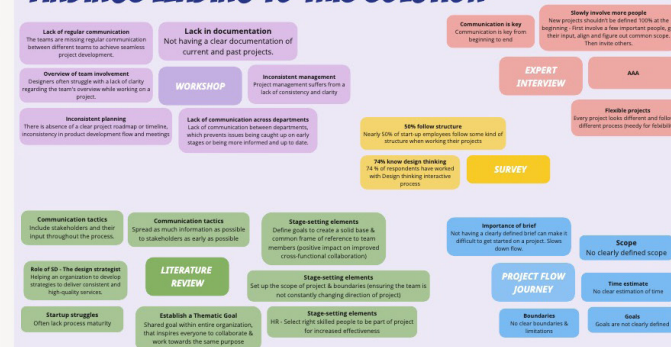 FINDINGS LEADING TO THIS SOLUTION
Lack of regular communication
The teams are missing regular communication
between different teams to achieve seamless
project development.
Lack in documentation
Not having a clear documentation of
current and past projects.
Overview of team involvement
Designers often struggle with a lack of clarity
regarding the team's overview while working on a
project.
WORKSHOP
Inconsistent management
Project management suffers from a
lack of consistency and clarity
Inconsistent planning
There is absence of a clear project roadmap or timeline,
inconsistency in product development flow and meetings
Lack of communication across departments
Lack of communication between departments,
which prevents issues being caught up on early
stages or being more informed and up to date.
Communication is key
Communication is key from
beginning to end
Slowly involve more people
New projects shouldn't be defined 100% at the
beginning - First involve a few important people, g
their input, align and figure out common scope.
Then invite others.
EXPERT
INTERVIEW
AAA
Flexible projects
Every project looks different and follow
different process (needy for felxibili
50% follow structure
Nearly 50% of start-up employees follow some kind of
structure when working their projects
74% know design thinking
74 % of respondents have worked
with Design thinking interactive
process
SURVEY
Communication tactics
Include stakeholders and their
input throughout the process.
Communication tactics
Spread as much information as possible
to stakeholders as early as possible
Stage-setting elements
Define goals to create a solid base &
common frame of reference to team
members (positive impact on improved
cross-functional collaboration)
Role of SD - The design strategist
Helping an organization to develop
strategies to deliver consistent and
high-quality services.
LITERATURE
REVIEW
Stage-setting elements
Set up the scope of project & boundaries (ensuring the team is
not constantly changing direction of project)
Startup struggles
Often lack process maturity
Establish a Thematic Goal
Shared goal within entire organization,
that inspires everyone to collaborate &
work towards the same purpose
Stage-setting elements
HR - Select right skilled people to be part of project
for increased effectiveness
Importance of brief
Not having a clearly defined brief can make it
difficult to get started on a project. Slows
down flow.
Scope
No clearly defined scope
PROJECT FLOW
JOURNEY
Time estimate
No clear estimation of time
Boundaries
No clear boundaries &
limitations
Goals
Goals are not clearly defined